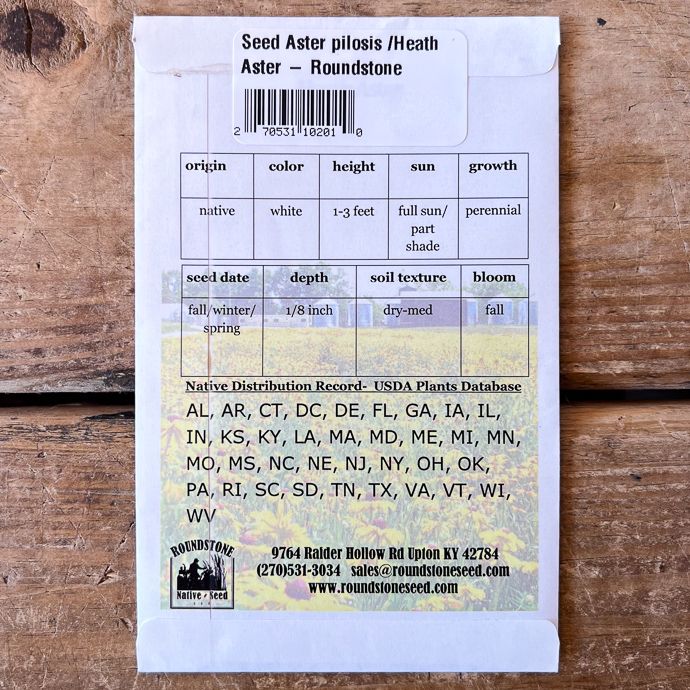 Seed Aster pilosis /Heath
Aster – Roundstone
2 70531 10201 0
origin color height sun growth
native white 1-3 feet full sun/ perennial
part
shade
seed date depth soil texture bloom
fall/winter/ 1/8 inch dry-med fall
spring
Native Distribution Record- USDA Plants Database
AL, AR, CT, DC, DE, FL, GA, IA, IL,
IN, KS, KY, LA, MA, MD, ME, MI, MN,
MO, MS, NC, NE, NJ, NY, OH, OK,
PA, RI, SC, SD, TN, TX, VA, VT, WI,
WV
ROUNDSTONE
Native Seed
9764 Raider Hollow Rd Upton KY 42784
(270)531-3034 sales@roundstoneseed.com
www.roundstoneseed.com